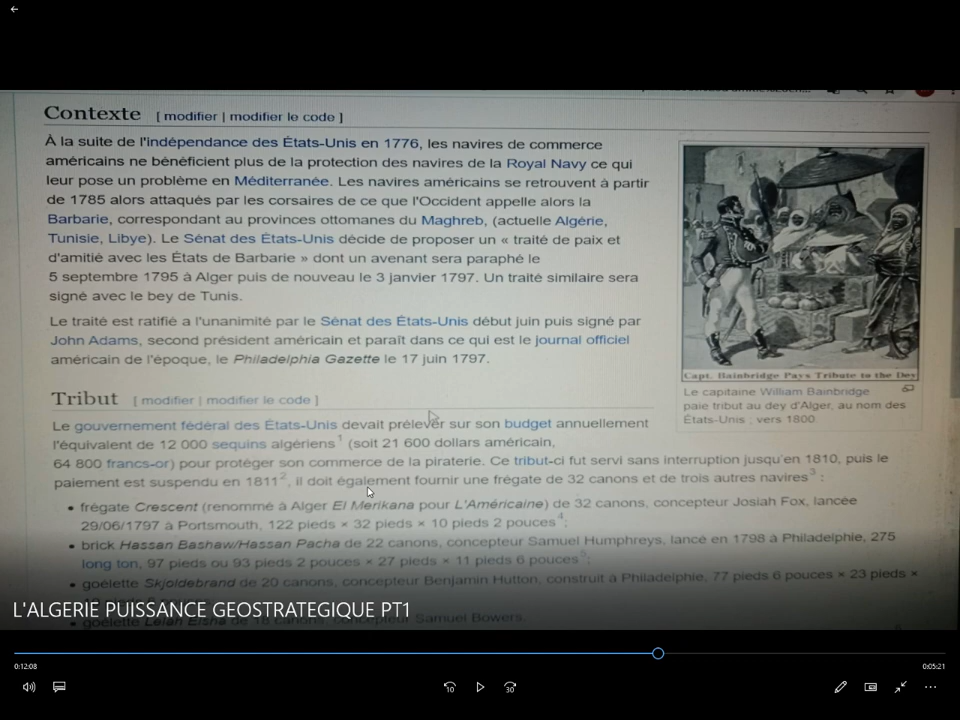 Contexte [ modifier | modifier le code ]
À la suite de l'indépendance des États-Unis en 1776, les navires de commerce
américains ne bénéficient plus de la protection des navires de la Royal Navy ce qui
leur pose un problème en Méditerranée. Les navires américains se retrouvent à partir
de 1785 alors attaqués par les corsaires de ce que l'Occident appelle alors la
Barbarie, correspondant au provinces ottomanes du Maghreb, (actuelle Algérie,
Tunisie, Libye). Le Sénat des États-Unis décide de proposer un « traité de paix et
d'amitié avec les États de Barbarie » dont un avenant sera paraphé le
5 septembre 1795 à Alger puis de nouveau le 3 janvier 1797. Un traité similaire sera
signé avec le bey de Tunis.
Le traité est ratifié a l'unanimité par le Sénat des États-Unis début juin puis signé par
John Adams, second président américain et paraît dans ce qui est le journal officiel
américain de l'époque, le Philadelphia Gazette le 17 juin 1797.
Capt. Bainbridge Pays Tribute to the Dey
Le capitaine William Bainbridge
paie tribut au dey d'Alger, au nom des
États-Unis ; vers 1800
Tribut [ modifier | modifier le code ]
Le gouvernement fédéral des États-Unis devait prélever sur son budget annuellement
l'équivalent de 12 000 sequins algériens1 (soit 21 600 dollars américain,
64 800 francs-or) pour protéger son commerce de la piraterie. Ce tribut-ci fut servi sans interruption jusqu'en 1810, puis le
paiement est suspendu en 18112, il doit également fournir une frégate de 32 canons et de trois autres navires3 :
• frégate Crescent (renommé à Alger El Merikana pour L'Américaine) de 32 canons, concepteur Josiah Fox, lancée
29/06/1797 à Portsmouth, 122 pieds × 32 pieds × 10 pieds 2 pouces4;
• brick Hassan Bashaw/Hassan Pacha de 22 canons, concepteur Samuel Humphreys, lancé en 1798 à Philadelphie, 275
long ton, 97 pieds ou 93 pieds 2 pouces × 27 pieds × 11 pieds 6 pouces5;
• goélette Skjoldebrand de 20 canons, concepteur Benjamin Hutton, construit à Philadelphie, 77 pieds 6 pouces × 23 pieds ×
• goélette Lelah Eisha de 18 canons, concepteur Samuel Bowers.
L'ALGERIE PUISSANCE GEOSTRATEGIQUE PT1
0:12:08
0:05:21
10
30